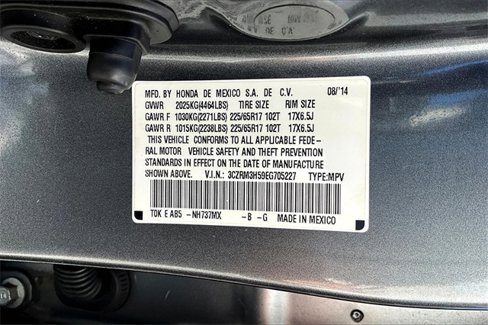 MFD. BY HONDA DE MEXICO S.A. DE C.V. 08/'14
GVWR 2025KG(4464LBS) TIRE SIZE RIM SIZE
GAWR F 1030KG(2271LBS) 225/65R17 102T 17X6.5J
GAWR R 1015KG(2238LBS) 225/65R17 102T 17X6.5J
THIS VEHICLE CONFORMS TO ALL APPLICABLE FEDE-
RAL MOTOR VEHICLE SAFETY AND THEFT PREVENTION
STANDARDS IN EFFECT ON THE DATE OF MANUFACTURE
SHOWN ABOVE. V.I.N.: 3CZRM3H59EG705227 TYPE:MPV
T0K E AB5 -NH737MX -B -G MADE IN MEXICO